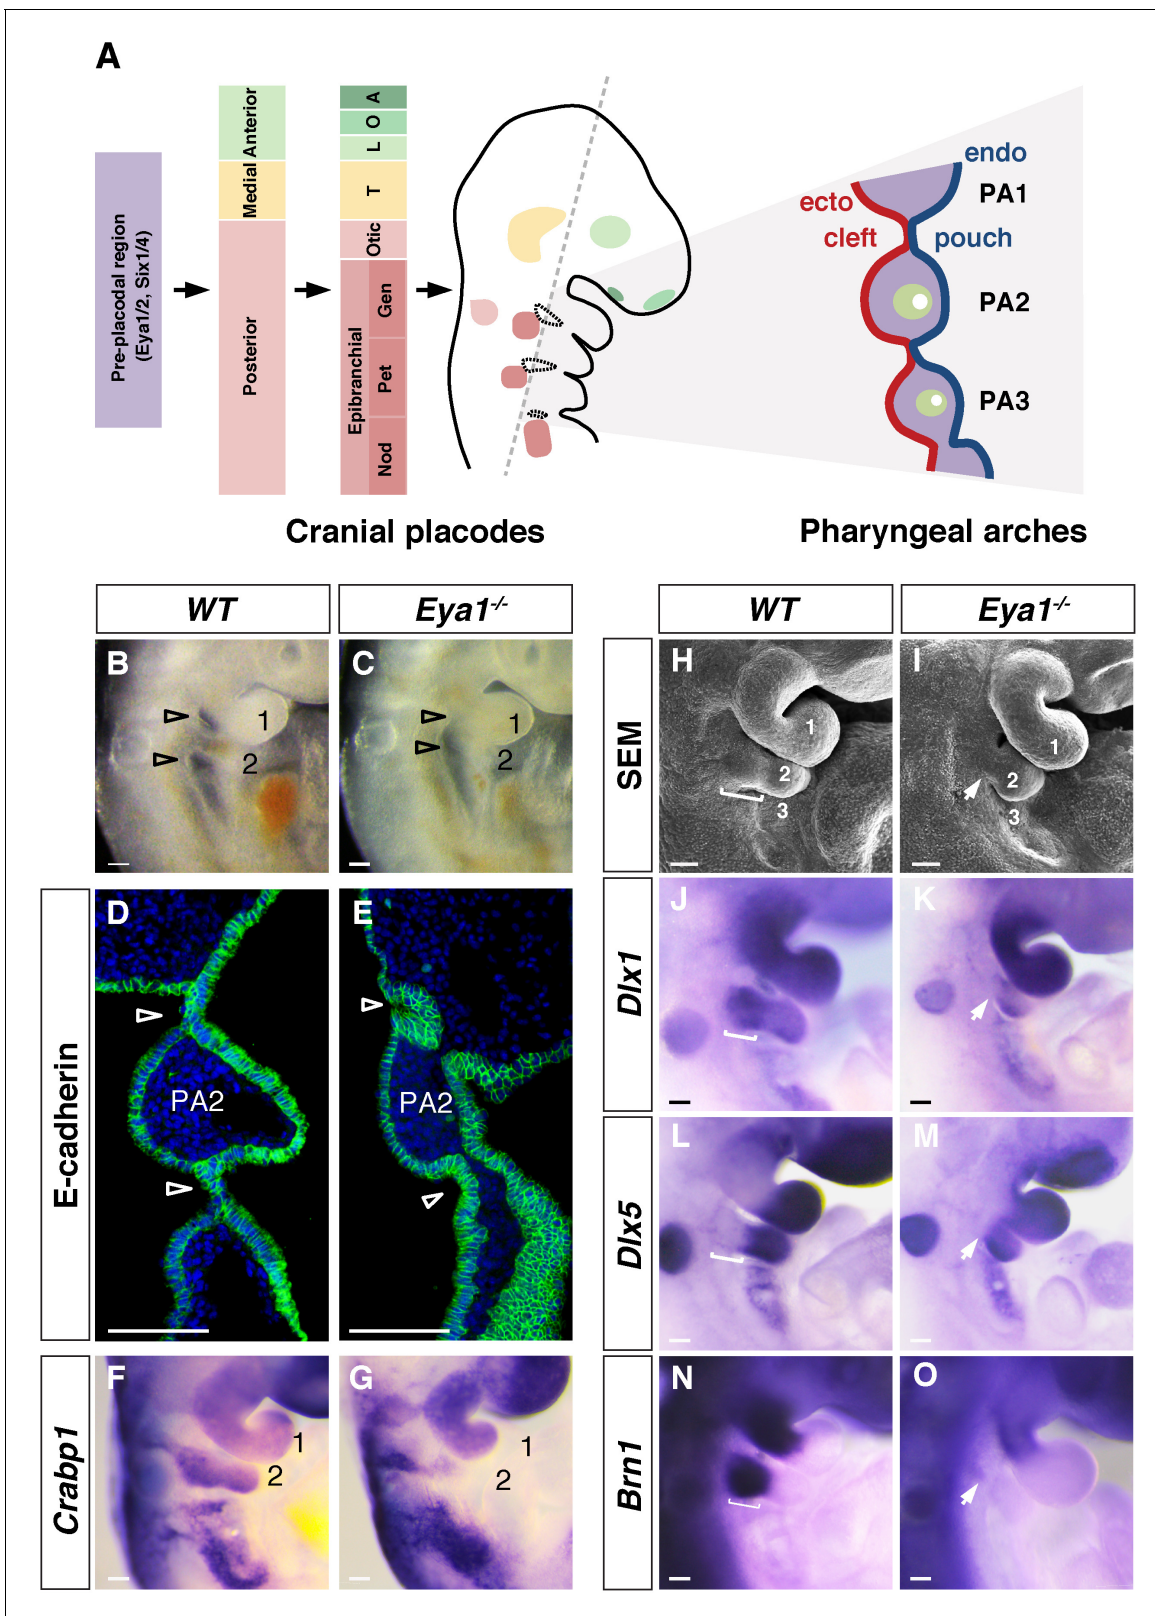 A
Pre-placodal region
(Eya1/2, Six1/4)
Anterior
Medial
Posterior
A
O
L
T
Otic
Epibranchial
Gen
Pet
Nod
endo
PA1
ecto
cleft
pouch
PA2
PA3
Cranial placodes
Pharyngeal arches
WT
Eya1-/-
WT
Eya1-/-
B
1
2
C
1
2
SEM
H
1
2
3
I
1
2
3
E-cadherin
D
PA2
E
PA2
Dlx1
J
K
Dlx5
L
M
Crabp1
F
1
2
G
1
2
Brn1
N
O